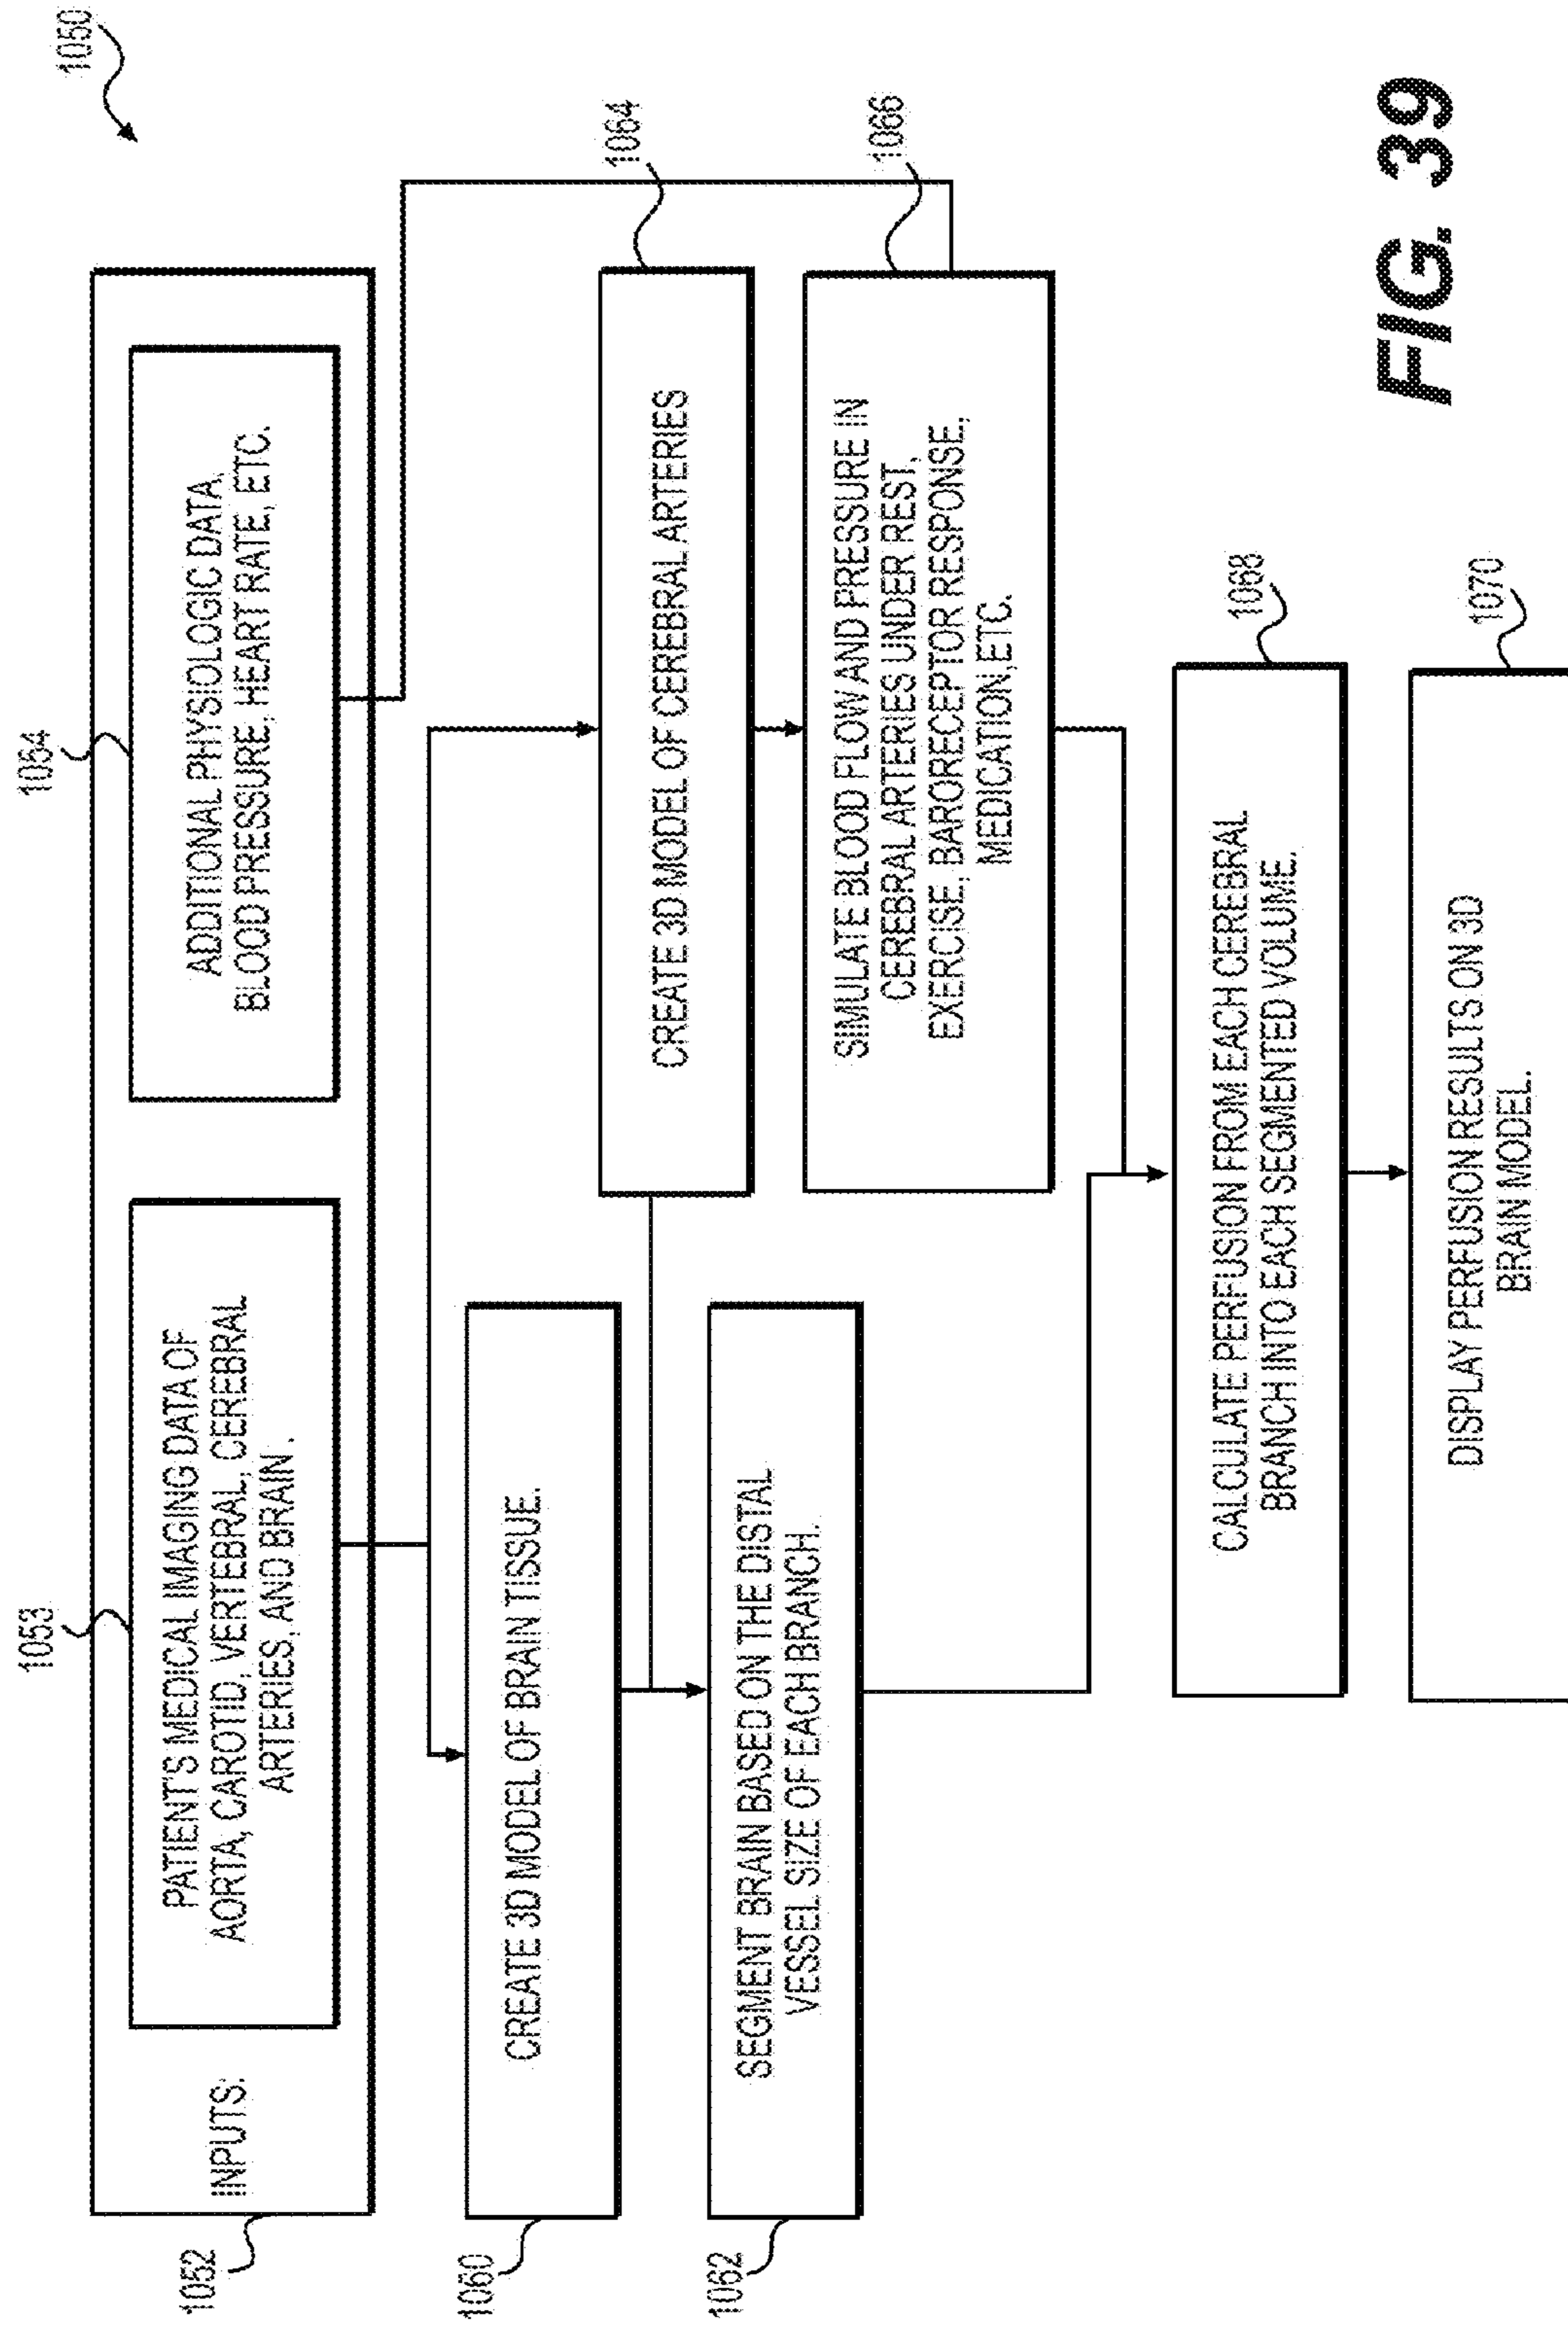 1050
1054
1053
1052
INPUTS:
PATIENT'S MEDICAL IMAGING DATA OF
AORTA, CAROTID, VERTEBRAL, CEREBRAL
ARTERIES, AND BRAIN.
ADDITIONAL PHYSIOLOGIC DATA,
BLOOD PRESSURE, HEART RATE, ETC.
1060
CREATE 3D MODEL OF BRAIN TISSUE.
1064
CREATE 3D MODEL OF CEREBRAL ARTERIES
1062
SEGMENT BRAIN BASED ON THE DISTAL
VESSEL SIZE OF EACH BRANCH.
1066
SIMULATE BLOOD FLOW AND PRESSURE IN
CEREBRAL ARTERIES UNDER REST,
EXERCISE, BARORECEPTOR RESPONSE,
MEDICATION,ETC.
1068
CALCULATE PERFUSION FROM EACH CEREBRAL
BRANCH INTO EACH SEGMENTED VOLUME.
1070
DISPLAY PERFUSION RESULTS ON 3D
BRAIN MODEL.
FIG. 39